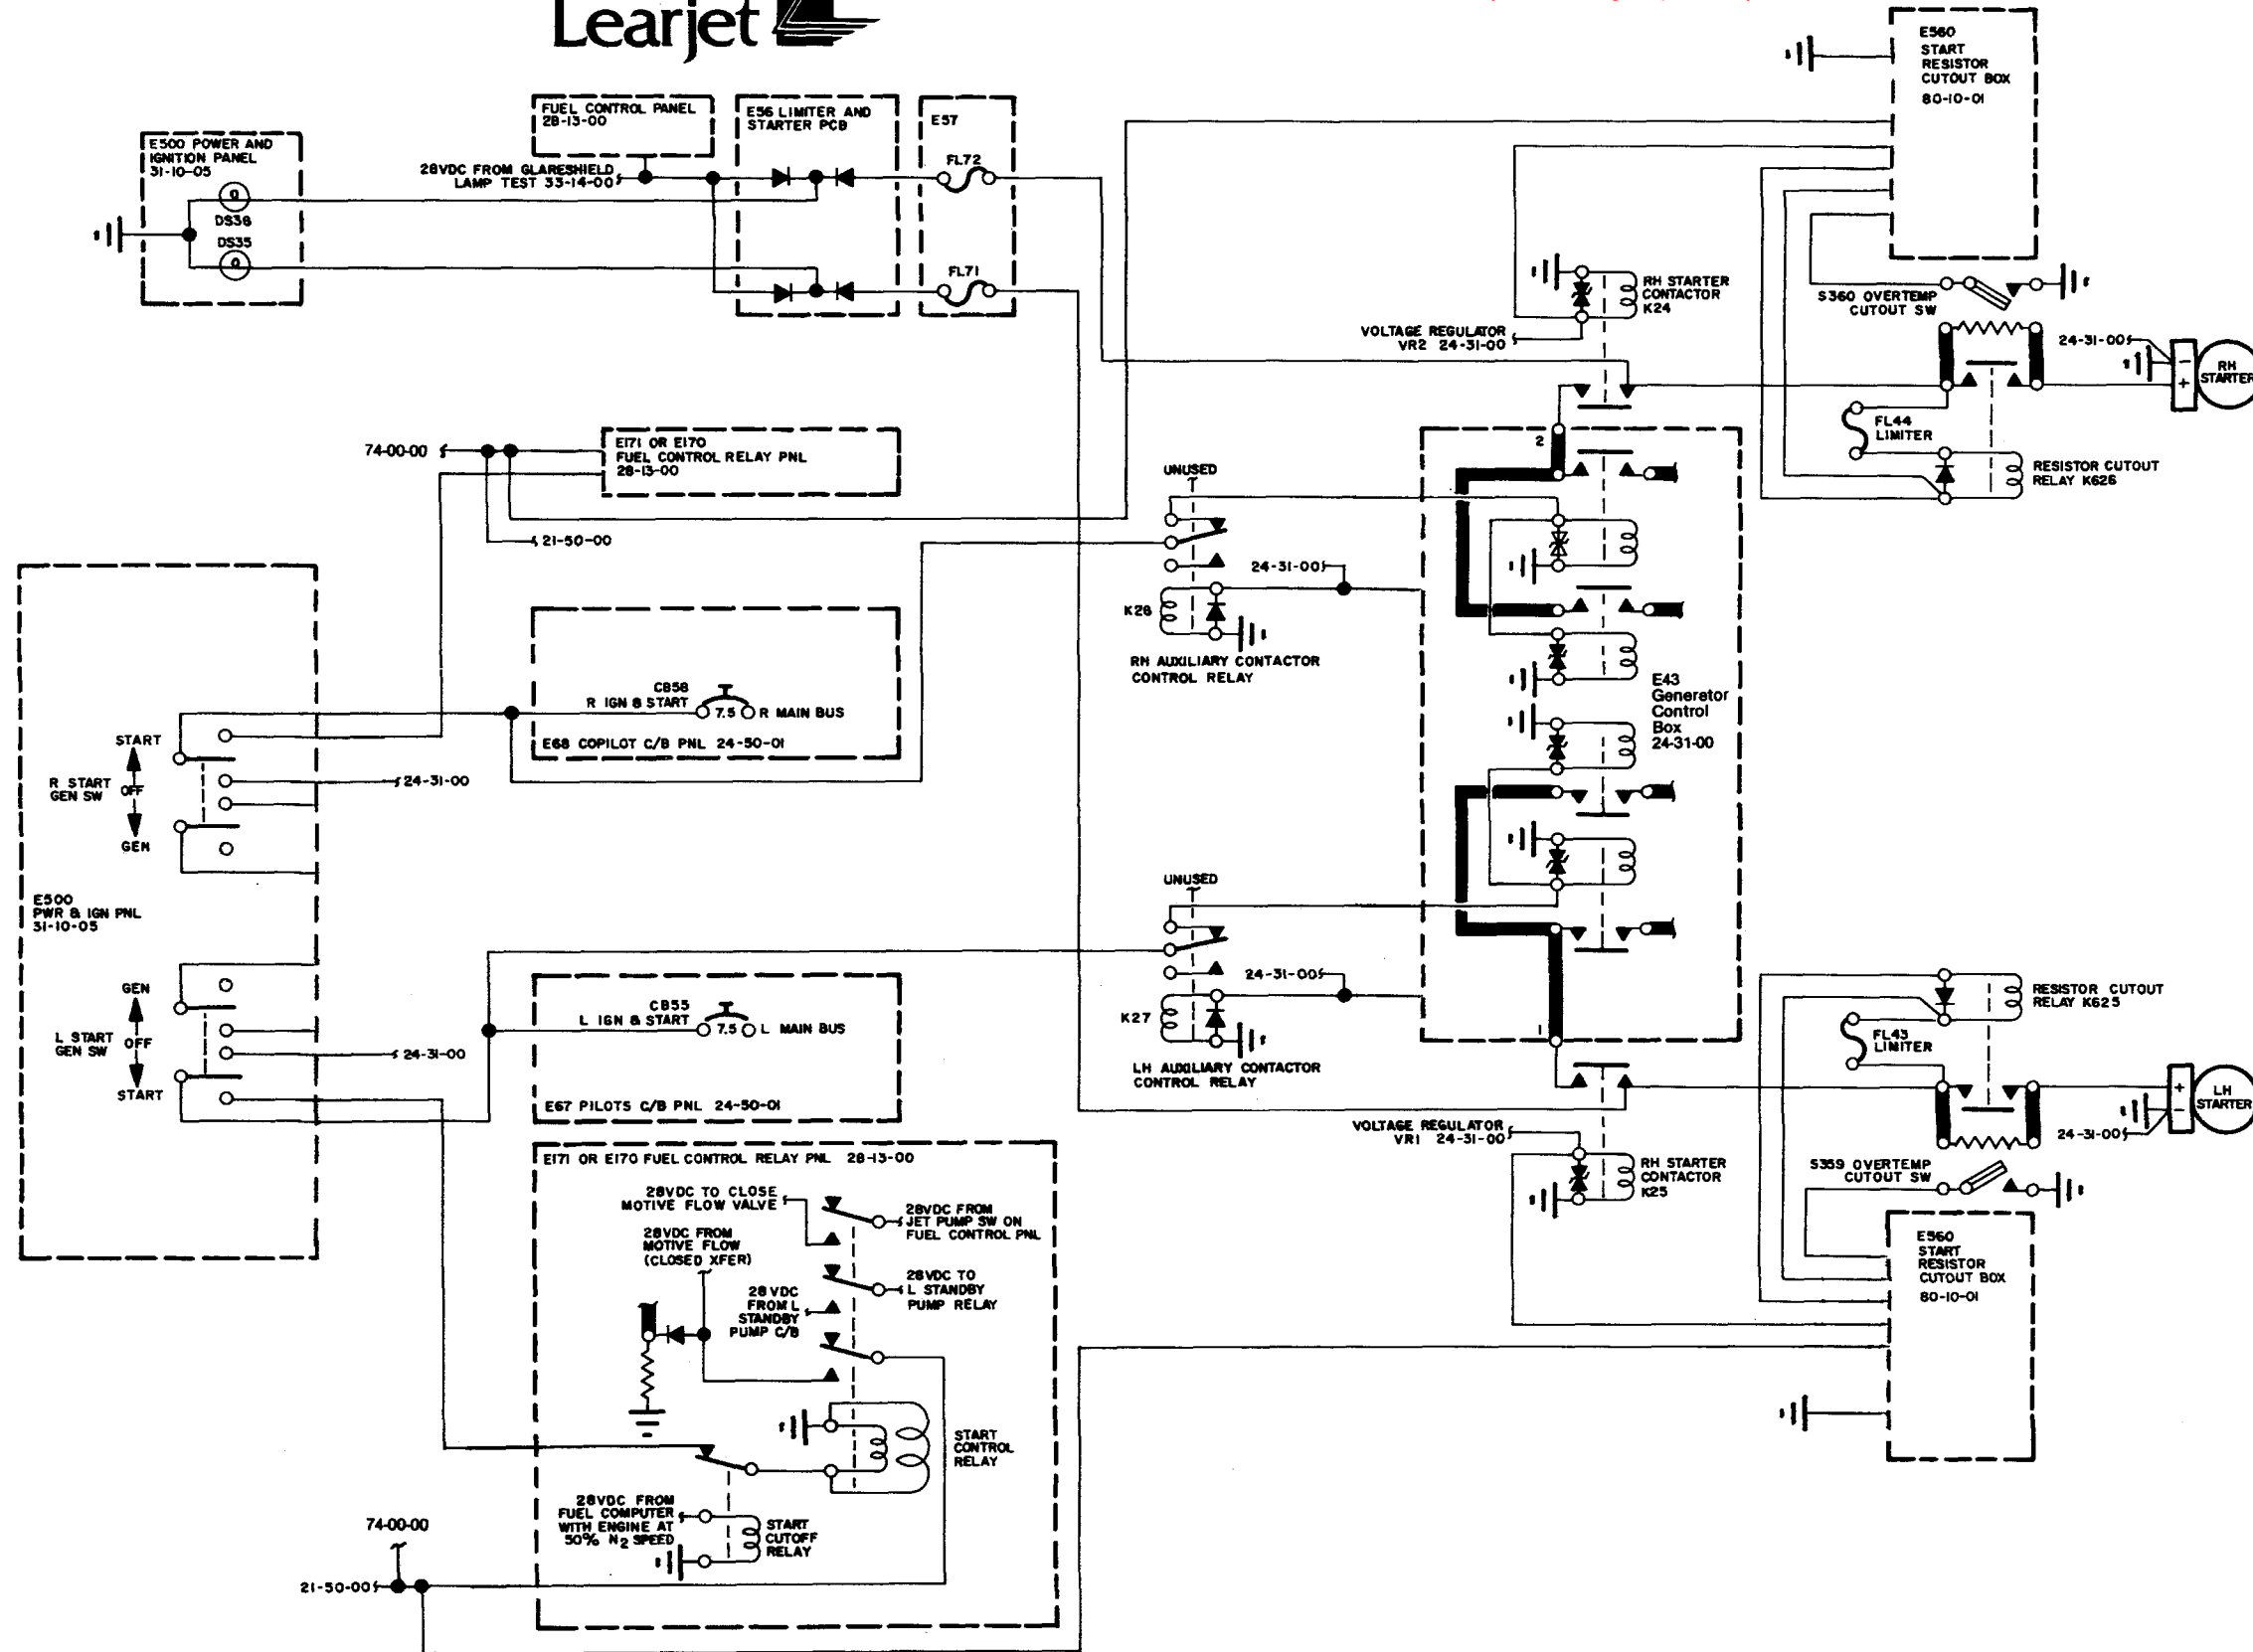 Learjet
E560
START
RESISTOR
CUTOUT BOX
80-10-01
FUEL CONTROL PANEL
28-13-00
E56 LIMITER AND
STARTER PCB
E57
E500 POWER AND
IGNITION PANEL
31-10-05
28VDC FROM GLARESHIELD
LAMP TEST 33-14-00
FL72
DS36
DS35
FL71
RH STARTER
CONTACTOR
K24
S360 OVERTEMP
CUTOUT SW
VOLTAGE REGULATOR
VR2 24-31-00
24-31-00
-
+
RH
STARTER
FL44
LIMITER
RESISTOR CUTOUT
RELAY K626
74-00-00
E171 OR E170
FUEL CONTROL RELAY PNL
28-13-00
2
UNUSED
21-50-00
24-31-00
K26
RH AUXILIARY CONTACTOR
CONTROL RELAY
E43
Generator
Control
Box
24-31-00
CB58
R IGN & START
7.5
R MAIN BUS
E68 COPILOT C/B PNL 24-50-01
START
R START
GEN SW
OFF
GEN
24-31-00
E500
PWR & IGN PNL
31-10-05
UNUSED
24-31-00
GEN
L START
GEN SW
OFF
START
24-31-00
CB55
L IGN & START
7.5
L MAIN BUS
E67 PILOTS C/B PNL 24-50-01
K27
LH AUXILIARY CONTACTOR
CONTROL RELAY
1
RESISTOR CUTOUT
RELAY K625
FL43
LIMITER
+
-
LH
STARTER
24-31-00
VOLTAGE REGULATOR
VR1 24-31-00
RH STARTER
CONTACTOR
K25
S359 OVERTEMP
CUTOUT SW
E560
START
RESISTOR
CUTOUT BOX
80-10-01
E171 OR E170 FUEL CONTROL RELAY PNL 28-13-00
28VDC TO CLOSE
MOTIVE FLOW VALVE
28VDC FROM
JET PUMP SW ON
FUEL CONTROL PNL
28VDC FROM
MOTIVE FLOW
(CLOSED XFER)
28VDC TO
L STANDBY
PUMP RELAY
28 VDC
FROM L
STANDBY
PUMP C/B
START
CONTROL
RELAY
28VDC FROM
FUEL COMPUTER
WITH ENGINE AT
50% N2 SPEED
START
CUTOFF
RELAY
74-00-00
21-50-00